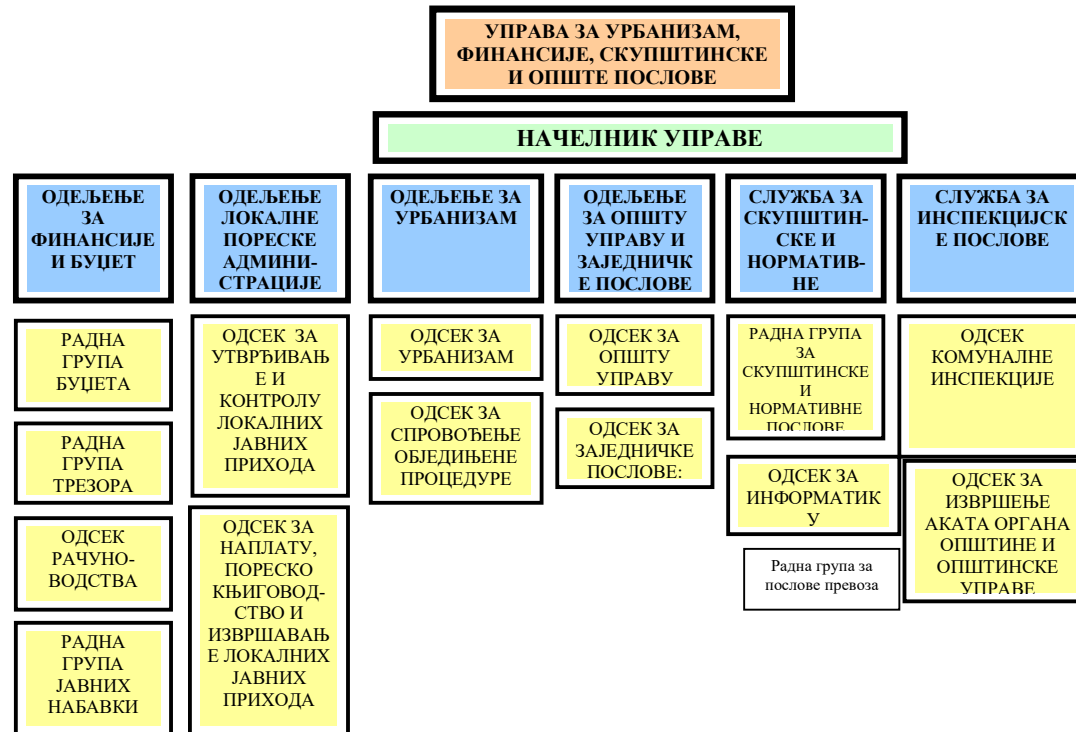 УПРАВА ЗА УРБАНИЗАМ,
ФИНАНСИЈЕ, СКУПШТИНСКЕ
И ОПШТЕ ПОСЛОВЕ
НАЧЕЛНИК УПРАВЕ
ОДЕЉЕЊЕ
ЗА
ФИНАНСИЈЕ
И БУЏЕТ
ОДЕЉЕЊЕ
ЛОКАЛНЕ
ПОРЕСКЕ
АДМИНИ-
СТРАЦИЈЕ
ОДЕЉЕЊЕ ЗА
УРБАНИЗАМ
ОДЕЉЕЊЕ
ЗА ОПШТУ
УПРАВУ И
ЗАЈЕДНИЧК
Е ПОСЛОВЕ
СЛУЖБА ЗА
СКУПШТИН-
СКЕ И
НОРМАТИВ-
НЕ
СЛУЖБА ЗА
ИНСПЕКЦИЈСК
Е ПОСЛОВЕ
РАДНА
ГРУПА
БУЏЕТА
РАДНА
ГРУПА
ТРЕЗОРА
ОДСЕК
РАЧУНО-
ВОДСТВА
РАДНА
ГРУПА
ЈАВНИХ
НАБАВКИ
ОДСЕК ЗА
УТВРЂИВАЊ
Е И
КОНТРОЛУ
ЛОКАЛНИХ
ЈАВНИХ
ПРИХОДА
ОДСЕК ЗА
НАПЛАТУ,
ПОРЕСКО
КЊИГОВОД-
СТВО И
ИЗВРШАВАЊ
Е ЛОКАЛНИХ
ЈАВНИХ
ПРИХОДА
ОДСЕК ЗА
УРБАНИЗАМ
ОДСЕК ЗА
СПРОВОЂЕЊЕ
ОБЈЕДИЊЕНЕ
ПРОЦЕДУРЕ
ОДСЕК ЗА
ОПШТУ
УПРАВУ
ОДСЕК ЗА
ЗАЈЕДНИЧКЕ
ПОСЛОВЕ:
РАДНА ГРУПА
ЗА
СКУПШТИНСКЕ
И
НОРМАТИВНЕ
ПОСЛОВЕ
ОДСЕК ЗА
ИНФОРМАТИК
У
Радна група за
послове превоза
ОДСЕК
КОМУНАЛНЕ
ИНСПЕКЦИЈЕ
ОДСЕК ЗА
ИЗВРШЕЊЕ
АКАТА ОРГАНА
ОПШТИНЕ И
ОПШТИНСКЕ
УПРАВЕ